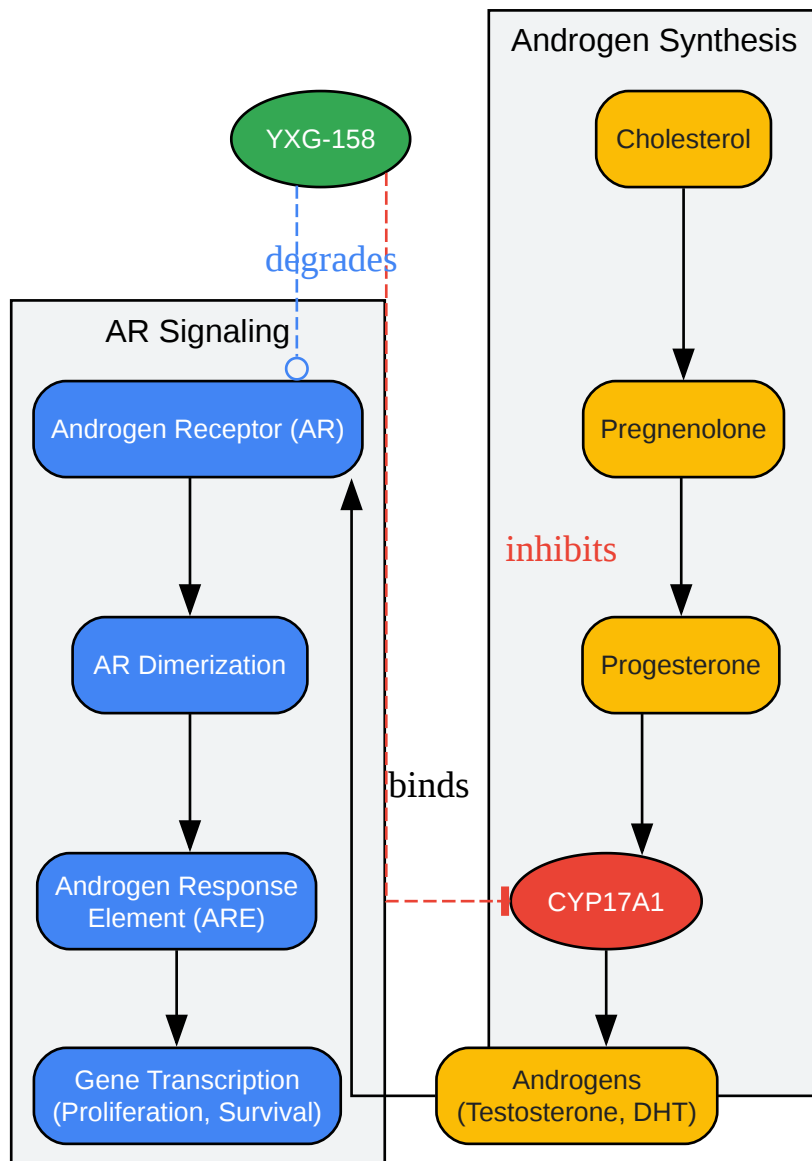 Androgen Synthesis
YXG-158
Cholesterol
degrades
AR Signaling
Androgen Receptor (AR)
Pregnenolone
inhibits
AR Dimerization
Progesterone
binds
Androgen Response
Element (ARE)
CYP17A1
Gene Transcription
(Proliferation, Survival)
Androgens
(Testosterone, DHT)